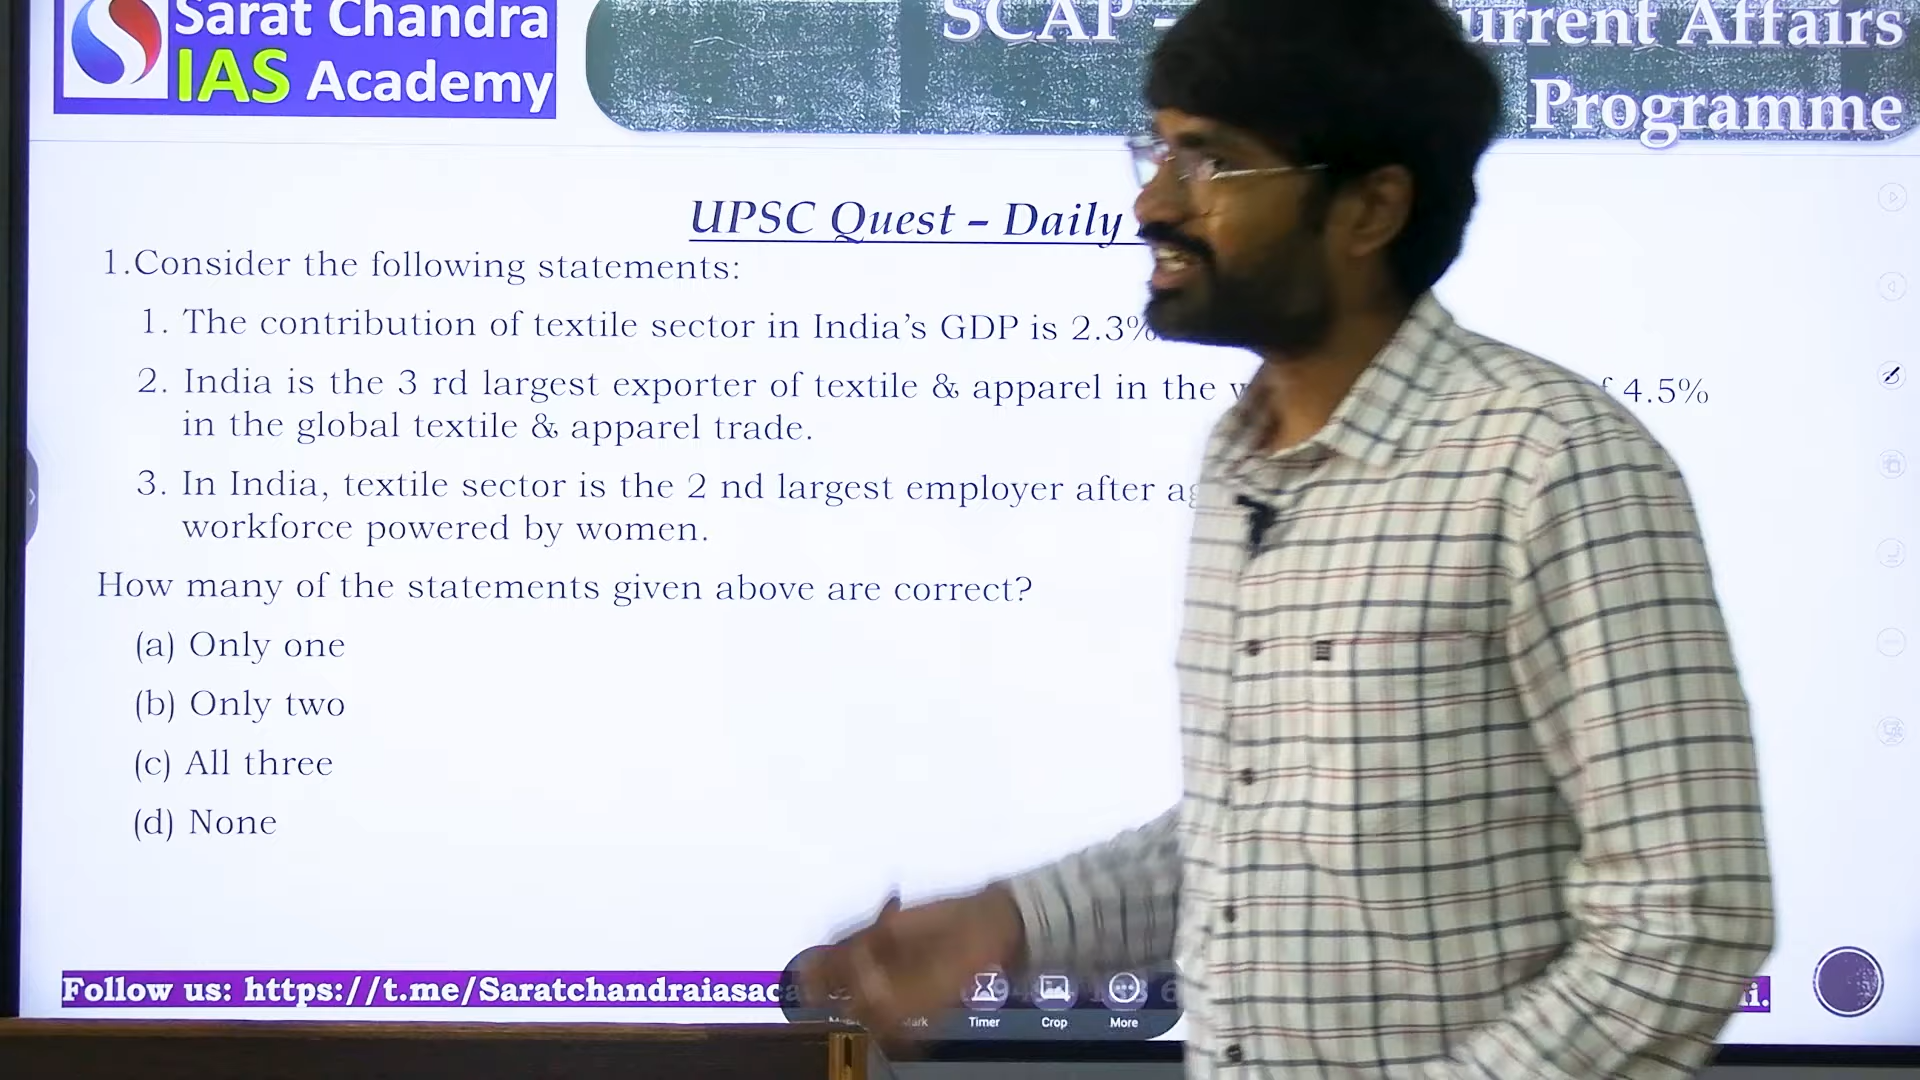 Sarat Chandra
IAS Academy
SCAP – urrent Affairs
Programme
UPSC Quest – Daily
1.Consider the following statements:
1. The contribution of textile sector in India's GDP is 2.3%
2. India is the 3 rd largest exporter of textile & apparel in the 4.5%
in the global textile & apparel trade.
3. In India, textile sector is the 2 nd largest employer after
workforce powered by women.
How many of the statements given above are correct?
(a) Only one
(b) Only two
(c) All three
(d) None
Follow us: https://t.me/Saratchandraiasaca
Timer Crop More